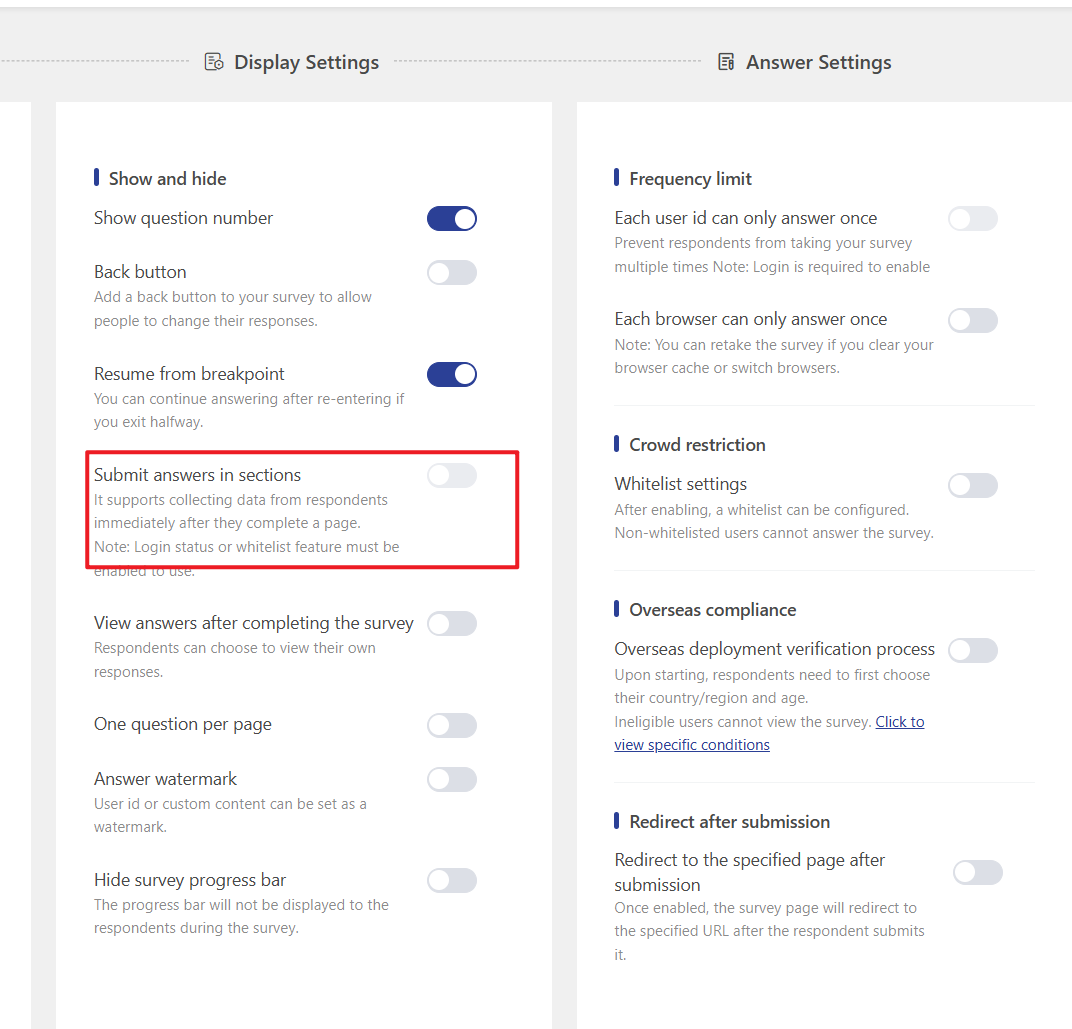 Display Settings
Answer Settings
Show and hide
Show question number
Back button
Add a back button to your survey to allow
people to change their responses.
Resume from breakpoint
You can continue answering after re-entering if
you exit halfway.
Submit answers in sections
It supports collecting data from respondents
immediately after they complete a page.
Note: Login status or whitelist feature must be
enabled to use.
View answers after completing the survey
Respondents can choose to view their own
responses.
One question per page
Answer watermark
User id or custom content can be set as a
watermark.
Hide survey progress bar
The progress bar will not be displayed to the
respondents during the survey.
Frequency limit
Each user id can only answer once
Prevent respondents from taking your survey
multiple times Note: Login is required to enable
Each browser can only answer once
Note: You can retake the survey if you clear your
browser cache or switch browsers.
Crowd restriction
Whitelist settings
After enabling, a whitelist can be configured.
Non-whitelisted users cannot answer the survey.
Overseas compliance
Overseas deployment verification process
Upon starting, respondents need to first choose
their country/region and age.
Ineligible users cannot view the survey. Click to
view specific conditions
Redirect after submission
Redirect to the specified page after
submission
Once enabled, the survey page will redirect to
the specified URL after the respondent submits
it.